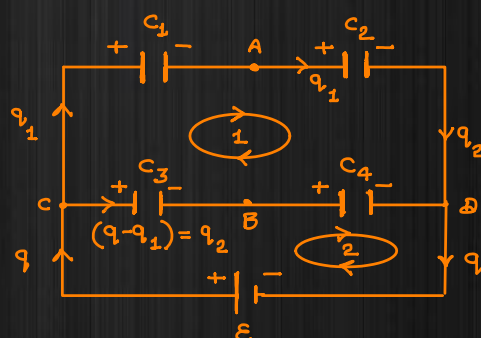 C1 A C2
+ - + -
q1 q1 q2
1
C3 C4
+ - + -
C B D
(q-q1) = q2
2
q q
+ -
E